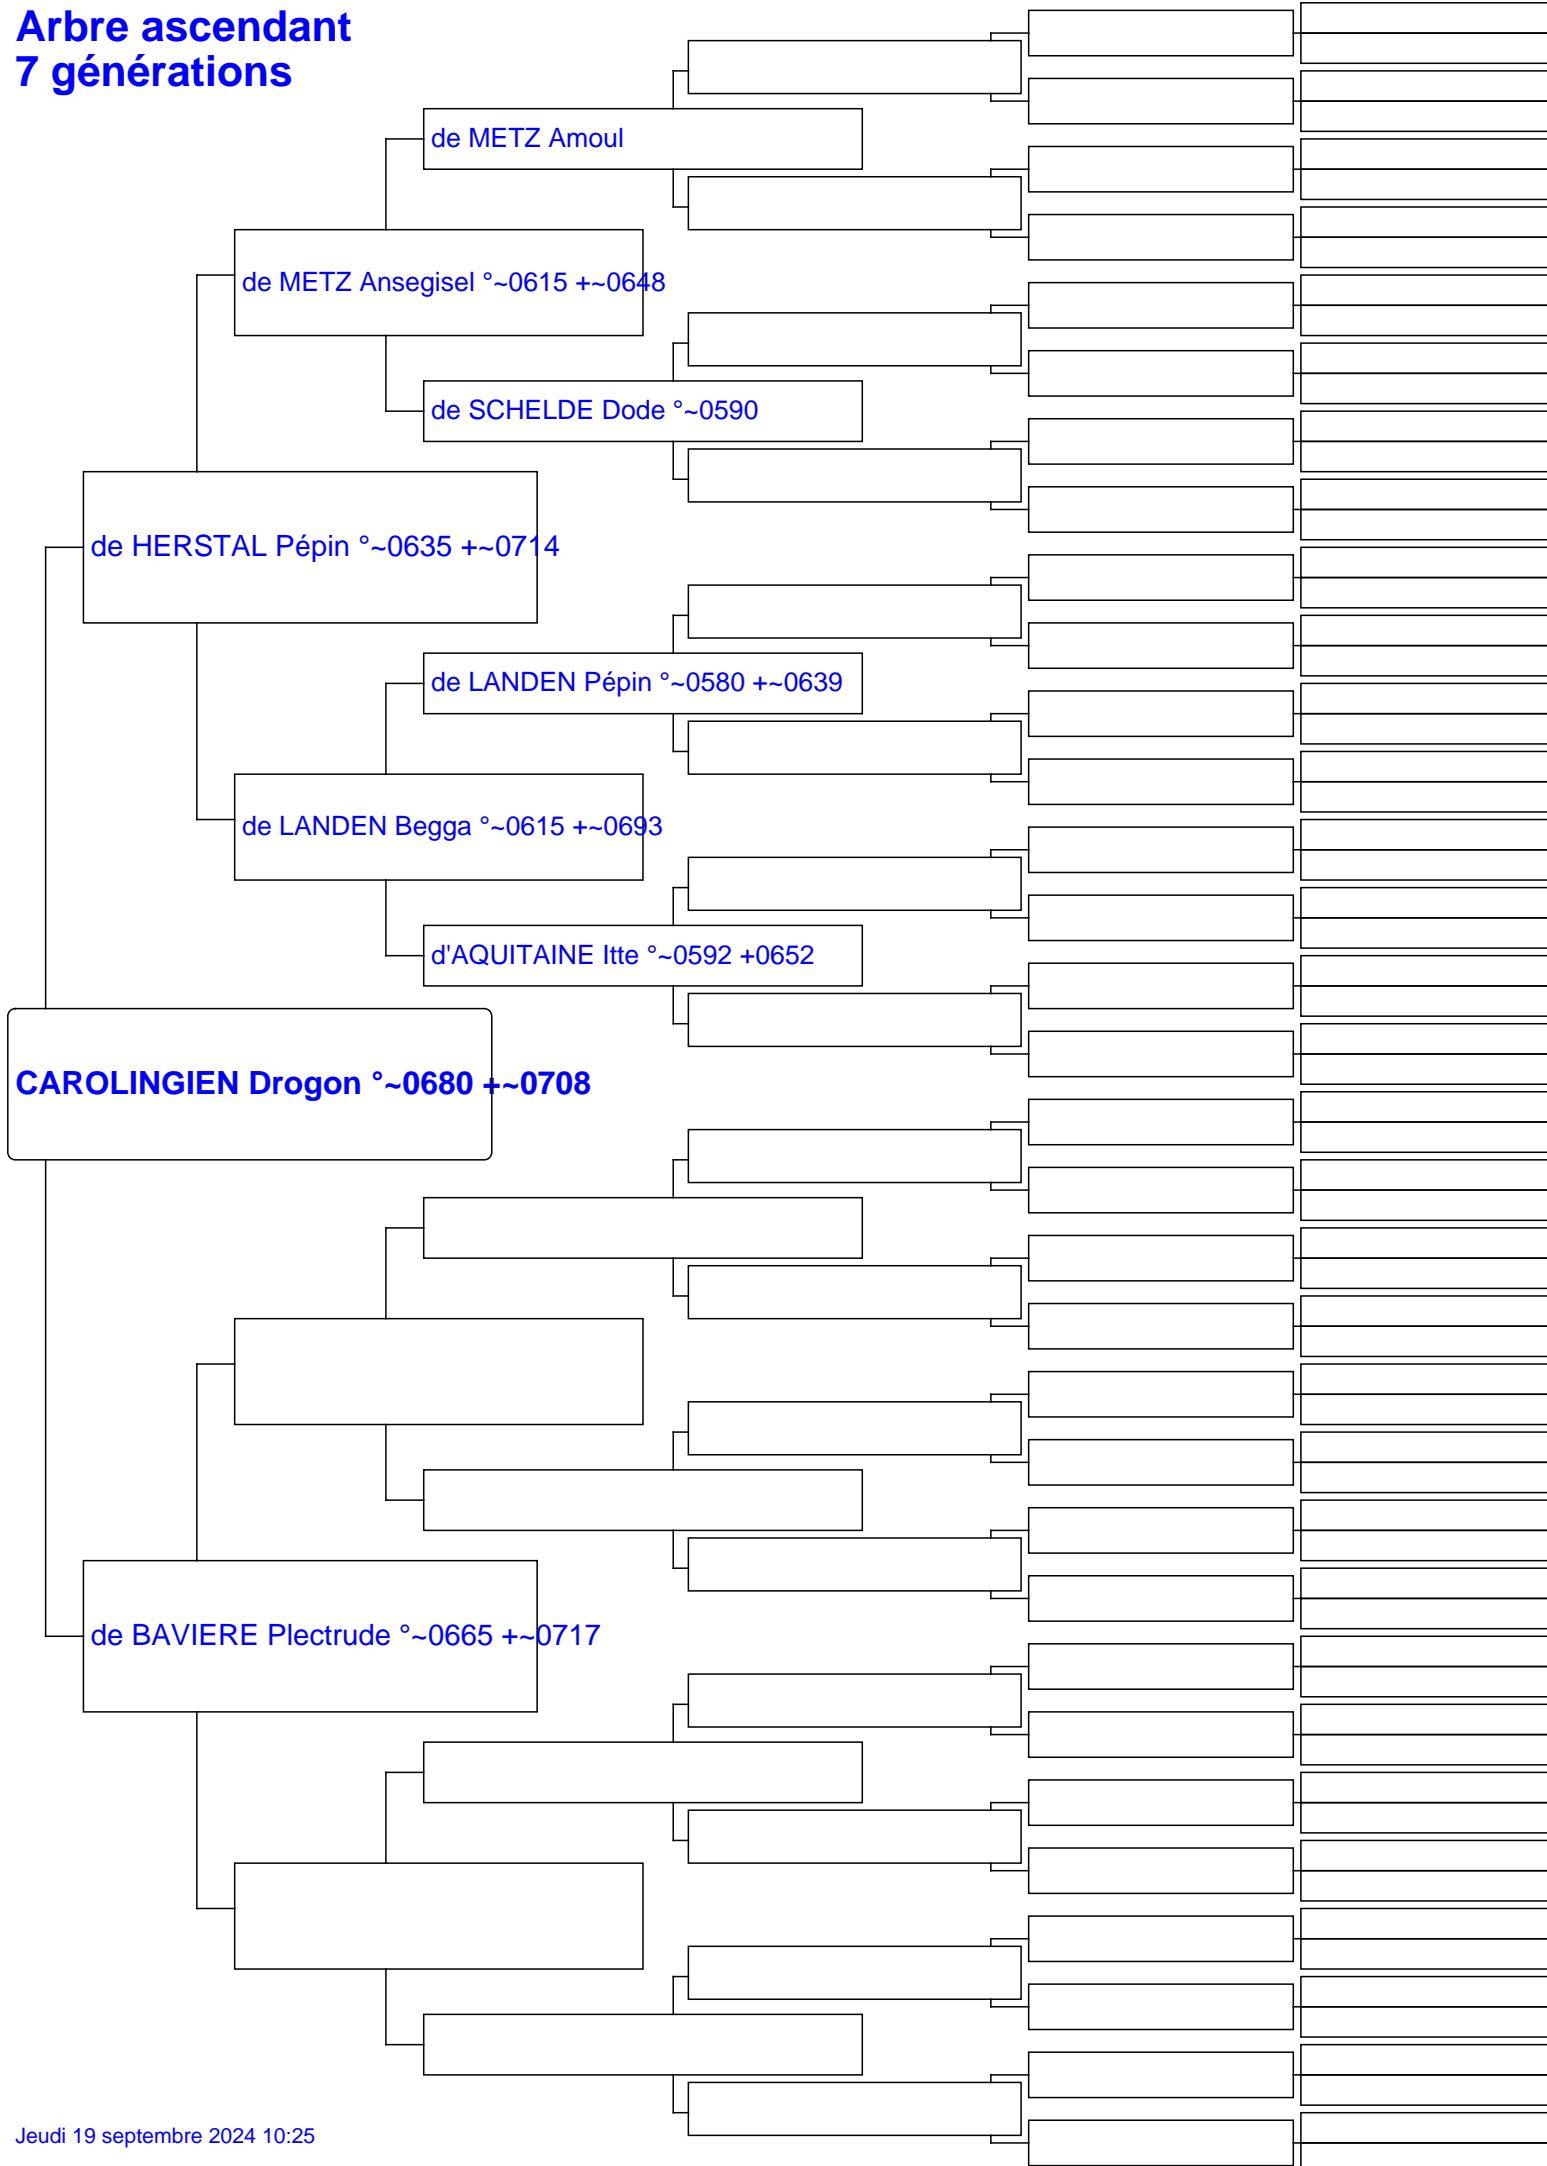 Arbre ascendant
7 générations
de METZ Amoul
de METZ Ansegisel °~0615 +~0648
de SCHELDE Dode °~0590
de HERSTAL Pépin °~0635 +~0714
de LANDEN Pépin °~0580 +~0639
de LANDEN Begga °~0615 +~0693
d'AQUITAINE Itte °~0592 +0652
CAROLINGIEN Drogon °~0680 +~0708
de BAVIERE Plectrude °~0665 +~0717
Jeudi 19 septembre 2024 10:25